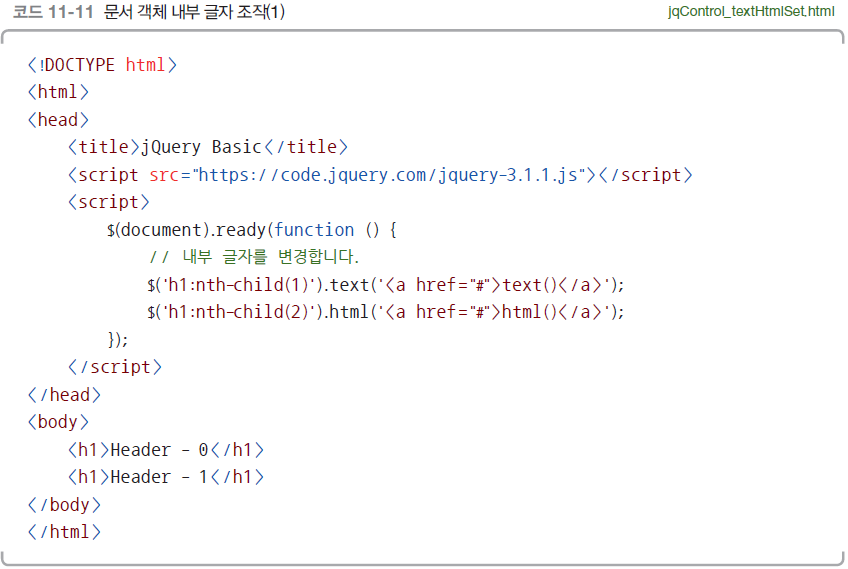 코드 11-11 문서 객체 내부 글자 조작(1) jqControl_textHtmlSet.html
<!DOCTYPE html>
<html>
<head>
    <title>jQuery Basic</title>
    <script src="https://code.jquery.com/jquery-3.1.1.js"></script>
    <script>
        $(document).ready(function () {
            // 내부 글자를 변경합니다.
            $('h1:nth-child(1)').text('<a href="#">text()</a>');
            $('h1:nth-child(2)').html('<a href="#">html()</a>');
        });
    </script>
</head>
<body>
    <h1>Header - 0</h1>
    <h1>Header - 1</h1>
</body>
</html>